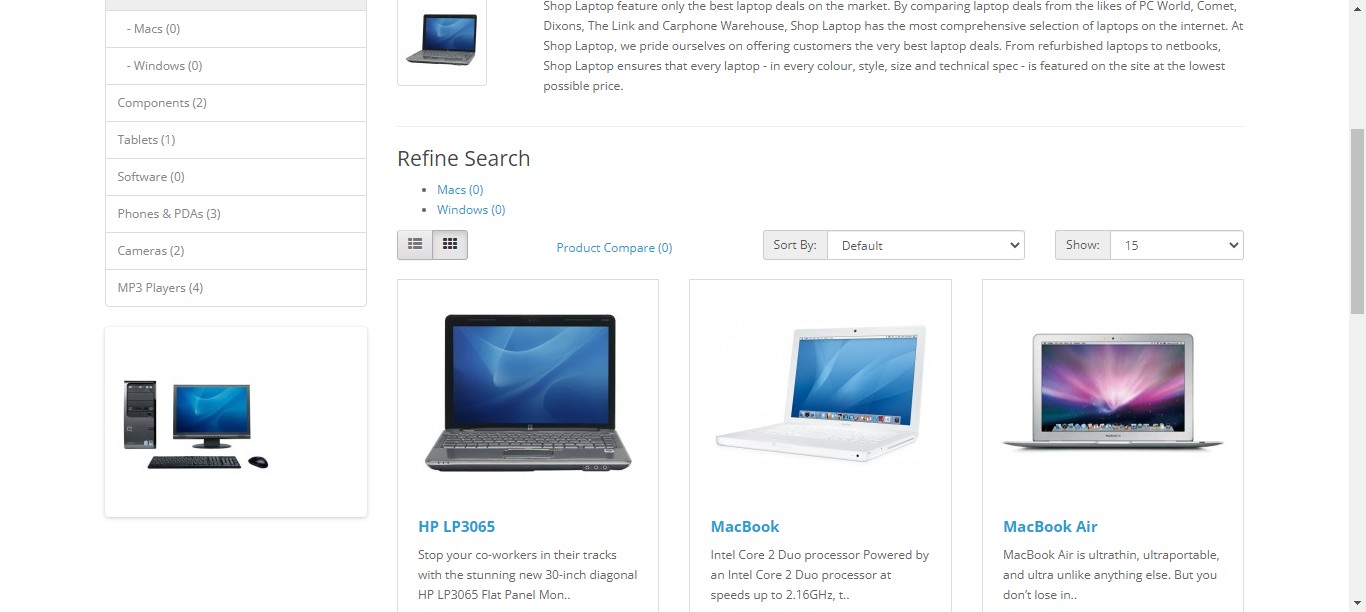 - Macs (0)
- Windows (0)
Components (2)
Tablets (1)
Software (0)
Phones & PDAs (3)
Cameras (2)
MP3 Players (4)
Shop Laptop feature only the best laptop deals on the market. By comparing laptop deals from the likes of PC World, Comet,
Dixons, The Link and Carphone Warehouse, Shop Laptop has the most comprehensive selection of laptops on the internet. At
Shop Laptop, we pride ourselves on offering customers the very best laptop deals. From refurbished laptops to netbooks,
Shop Laptop ensures that every laptop - in every colour, style, size and technical spec - is featured on the site at the lowest
possible price.
Refine Search
Macs (0)
Windows (0)
Product Compare (0)
Sort By:
Default
Show:
15
HP LP3065
Stop your co-workers in their tracks
with the stunning new 30-inch diagonal
HP LP3065 Flat Panel Mon..
MacBook
Intel Core 2 Duo processor Powered by
an Intel Core 2 Duo processor at
speeds up to 2.16GHz, t..
MacBook Air
MacBook Air is ultrathin, ultraportable,
and ultra unlike anything else. But you
don’t lose in..